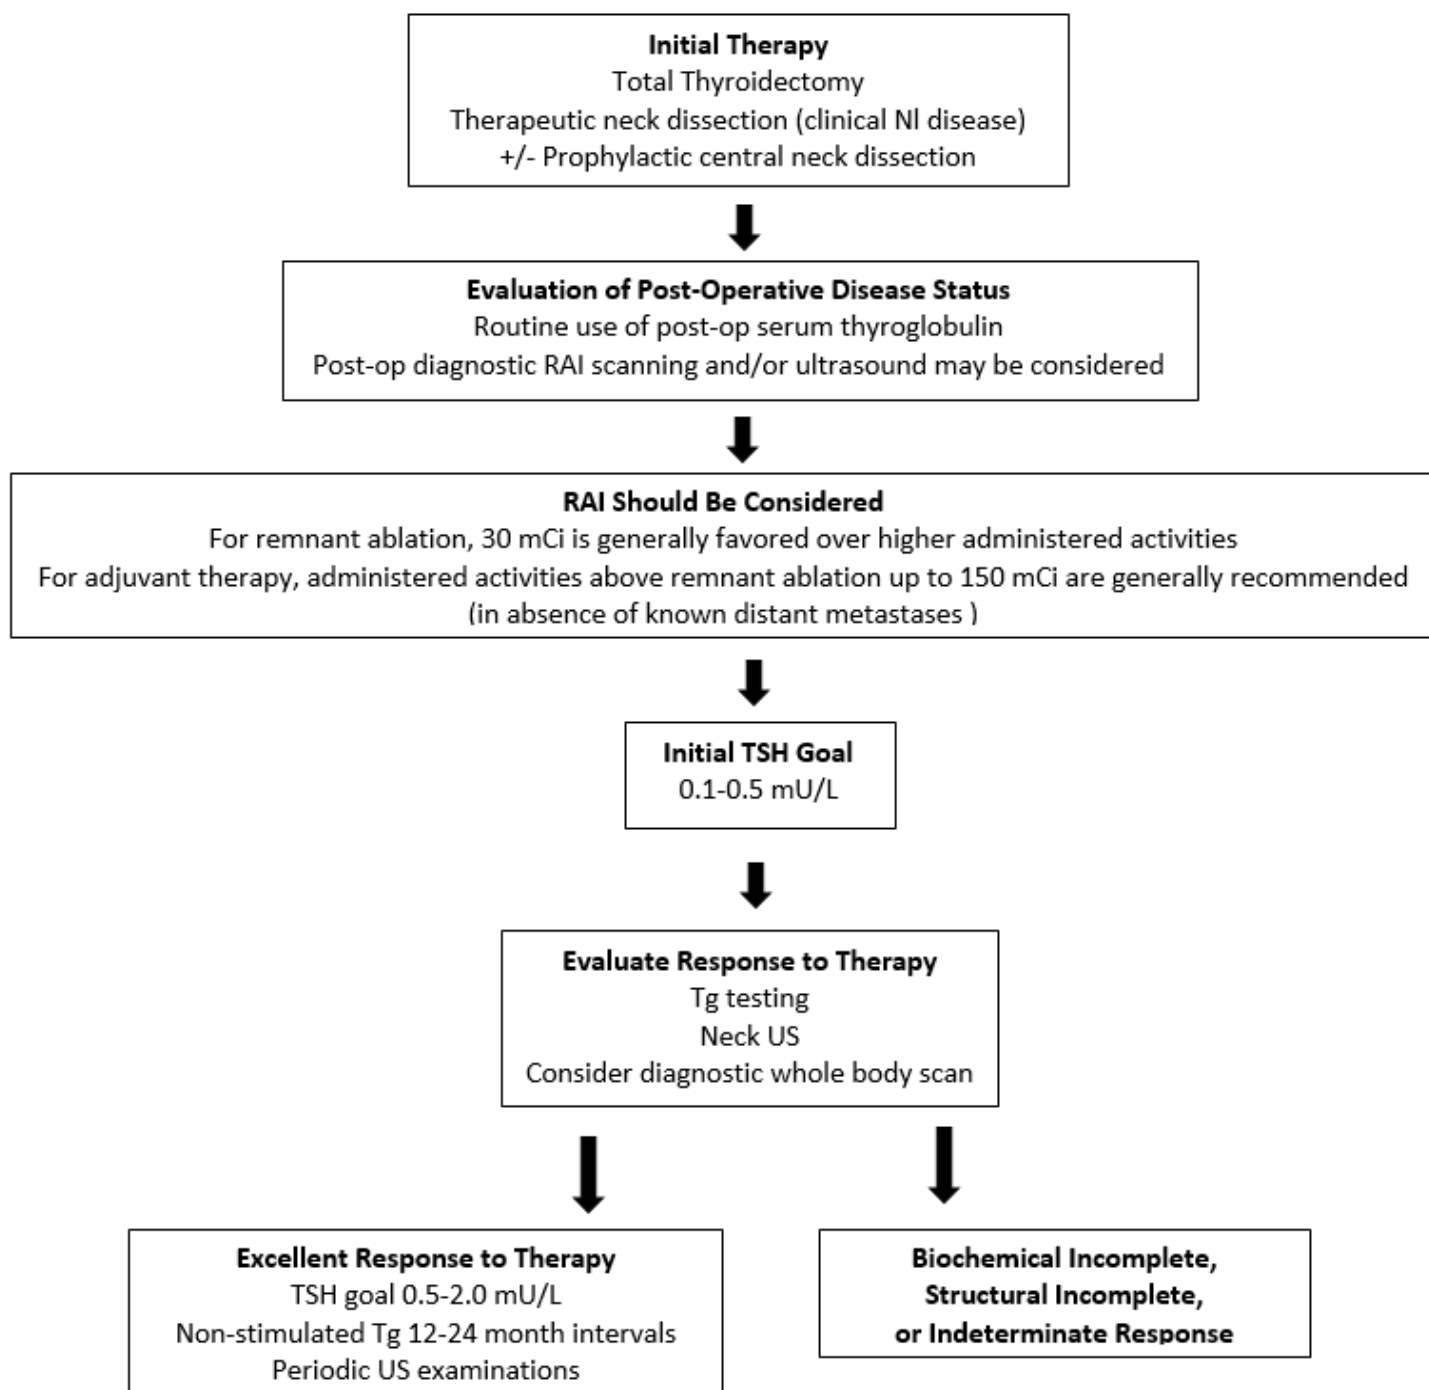 Initial Therapy
Total Thyroidectomy
Therapeutic neck dissection (clinical Nl disease)
+/- Prophylactic central neck dissection
Evaluation of Post-Operative Disease Status
Routine use of post-op serum thyroglobulin
Post-op diagnostic RAI scanning and/or ultrasound may be considered
RAI Should Be Considered
For remnant ablation, 30 mCi is generally favored over higher administered activities
For adjuvant therapy, administered activities above remnant ablation up to 150 mCi are generally recommended
(in absence of known distant metastases )
Initial TSH Goal
0.1-0.5 mU/L
Evaluate Response to Therapy
Tg testing
Neck US
Consider diagnostic whole body scan
Excellent Response to Therapy
TSH goal 0.5-2.0 mU/L
Non-stimulated Tg 12-24 month intervals
Periodic US examinations
Biochemical Incomplete,
Structural Incomplete,
or Indeterminate Response